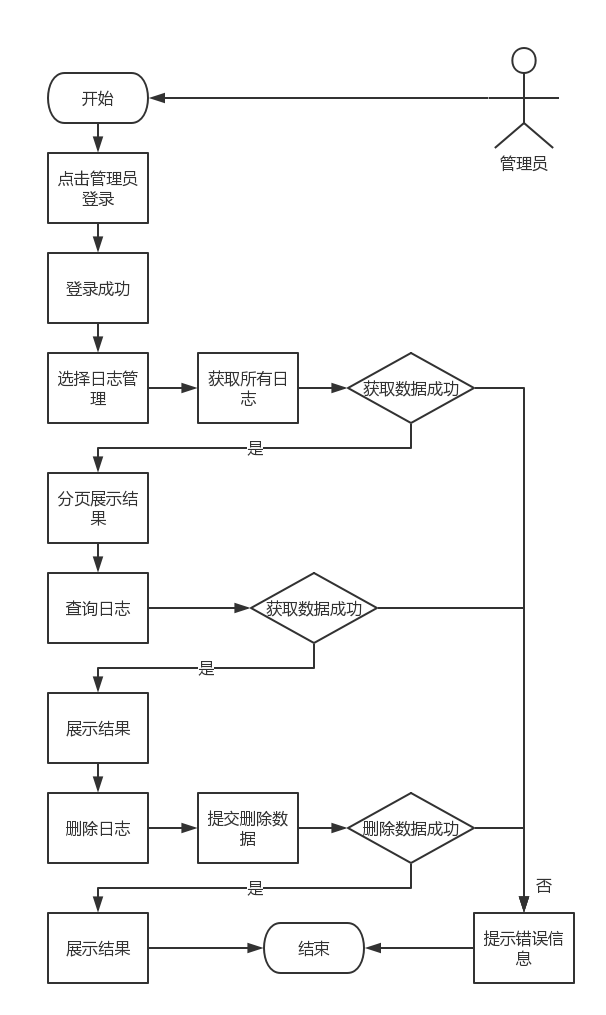 开始
管理员
点击管理员
登录
登录成功
选择日志管
理
获取所有日
志
获取数据成功
是
分页展示结
果
查询日志
获取数据成功
是
展示结果
删除日志
提交删除数
据
删除数据成功
是
否
展示结果
结束
提示错误信
息